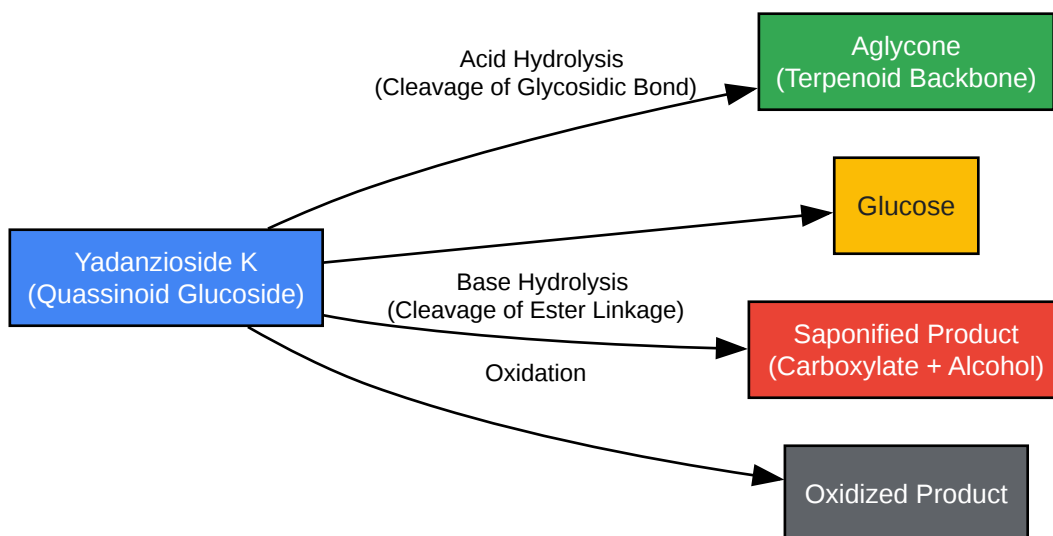 Acid Hydrolysis
(Cleavage of Glycosidic Bond)
Aglycone
(Terpenoid Backbone)
Glucose
Yadanzioside K
(Quassinoid Glucoside)
Base Hydrolysis
(Cleavage of Ester Linkage)
Saponified Product
(Carboxylate + Alcohol)
Oxidation
Oxidized Product